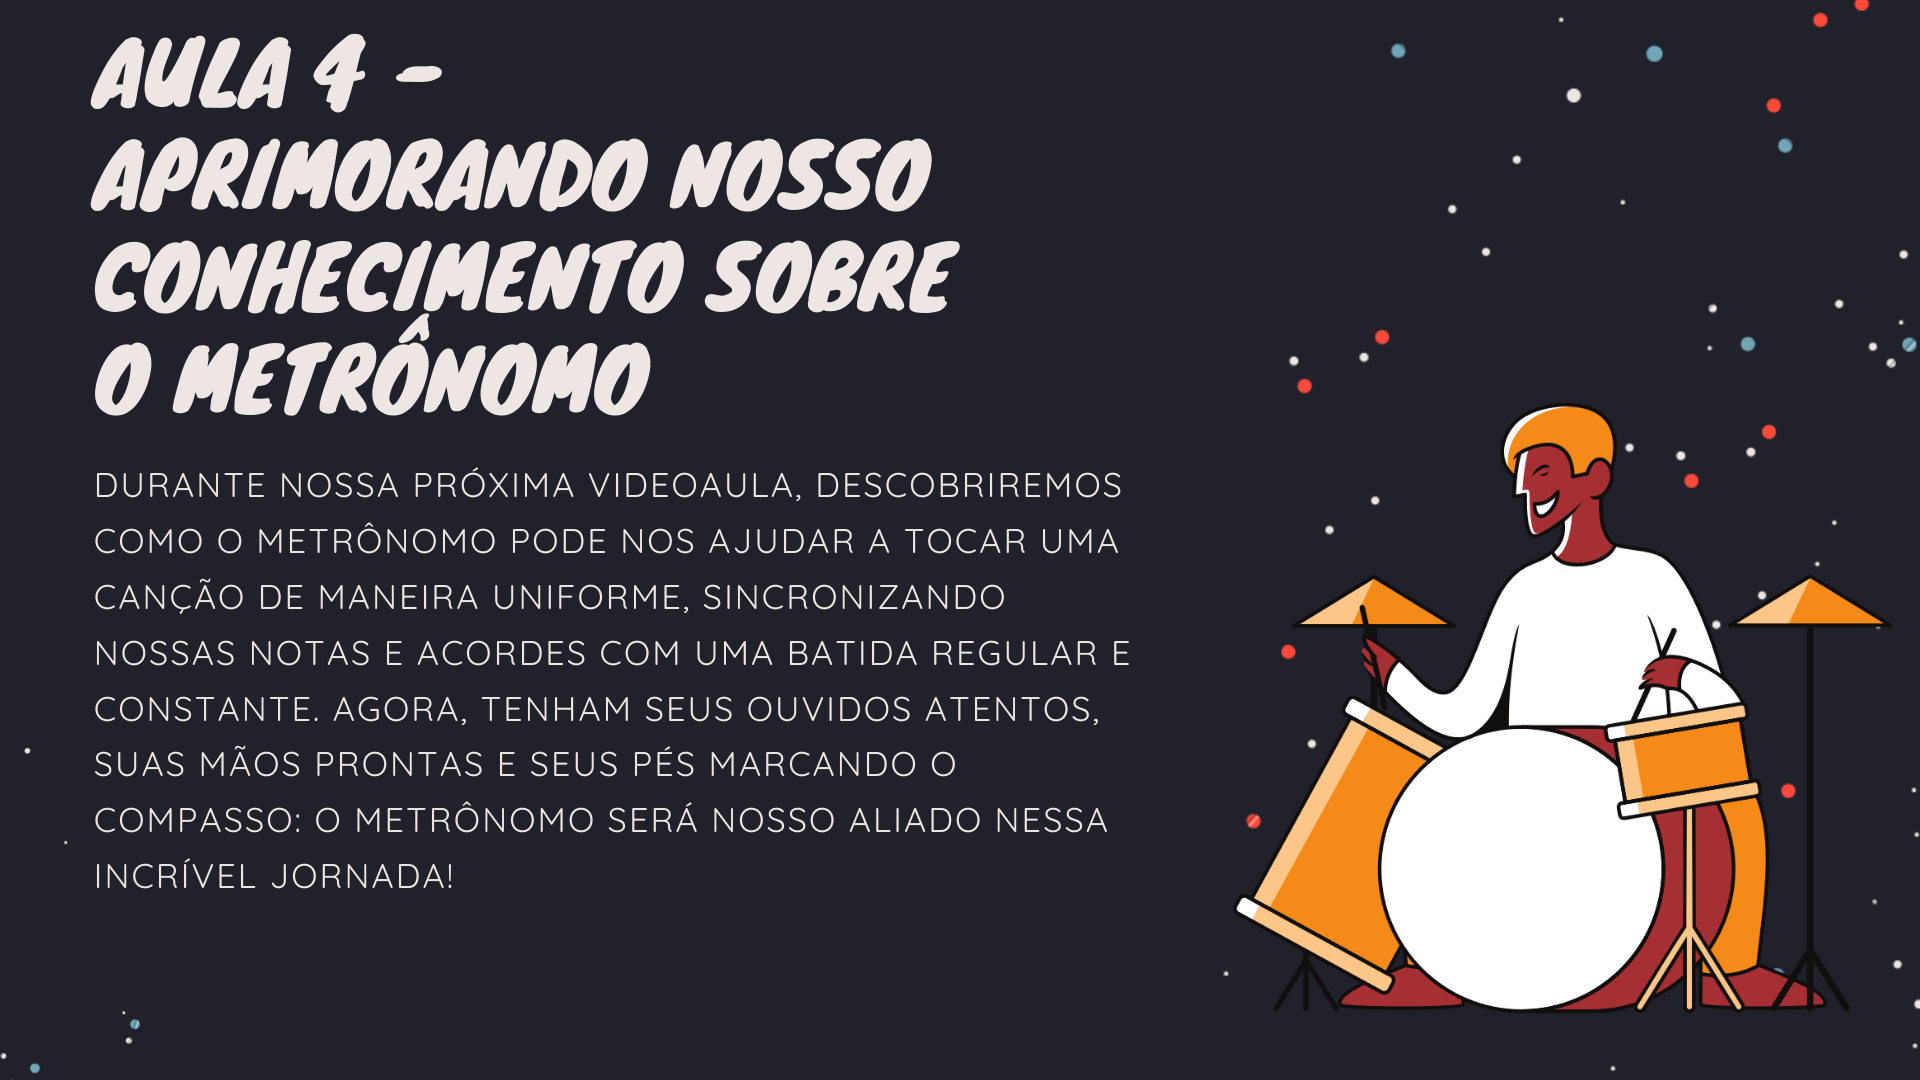 AULA 4 -
APRIMORANDO NOSSO
CONHECIMENTO SOBRE
O METRÔNOMO
DURANTE NOSSA PRÓXIMA VIDEOAULA, DESCOBRIREMOS
COMO O METRÔNOMO PODE NOS AJUDAR A TOCAR UMA
CANÇÃO DE MANEIRA UNIFORME, SINCRONIZANDO
NOSSAS NOTAS E ACORDES COM UMA BATIDA REGULAR E
CONSTANTE. AGORA, TENHAM SEUS OUVIDOS ATENTOS,
SUAS MÃOS PRONTAS E SEUS PÉS MARCANDO O
COMPASSO: O METRÔNOMO SERÁ NOSSO ALIADO NESSA
INCRÍVEL JORNADA!